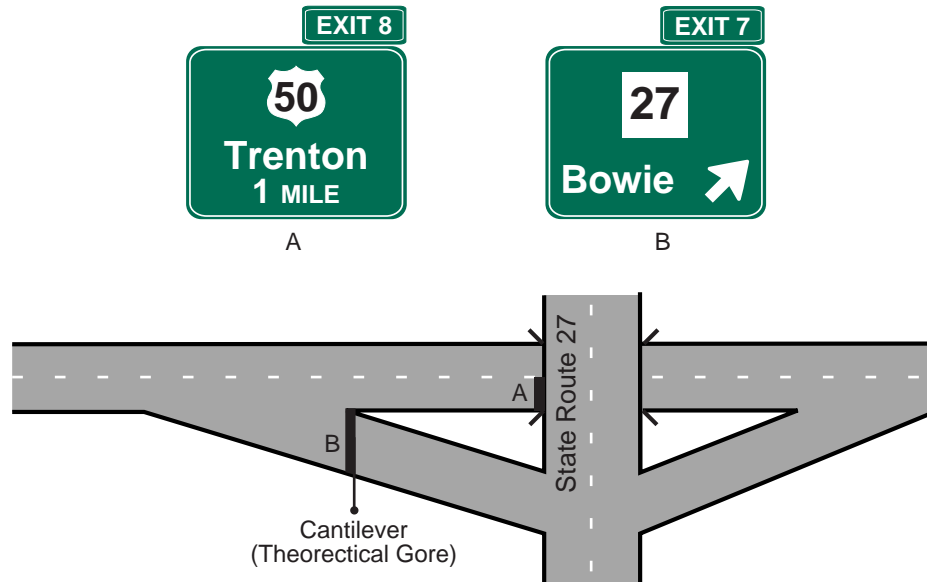 EXIT 8
50
Trenton
1 MILE
A
EXIT 7
27
Bowie
B
State Route 27
A
B
Cantilever
(Theorectical Gore)